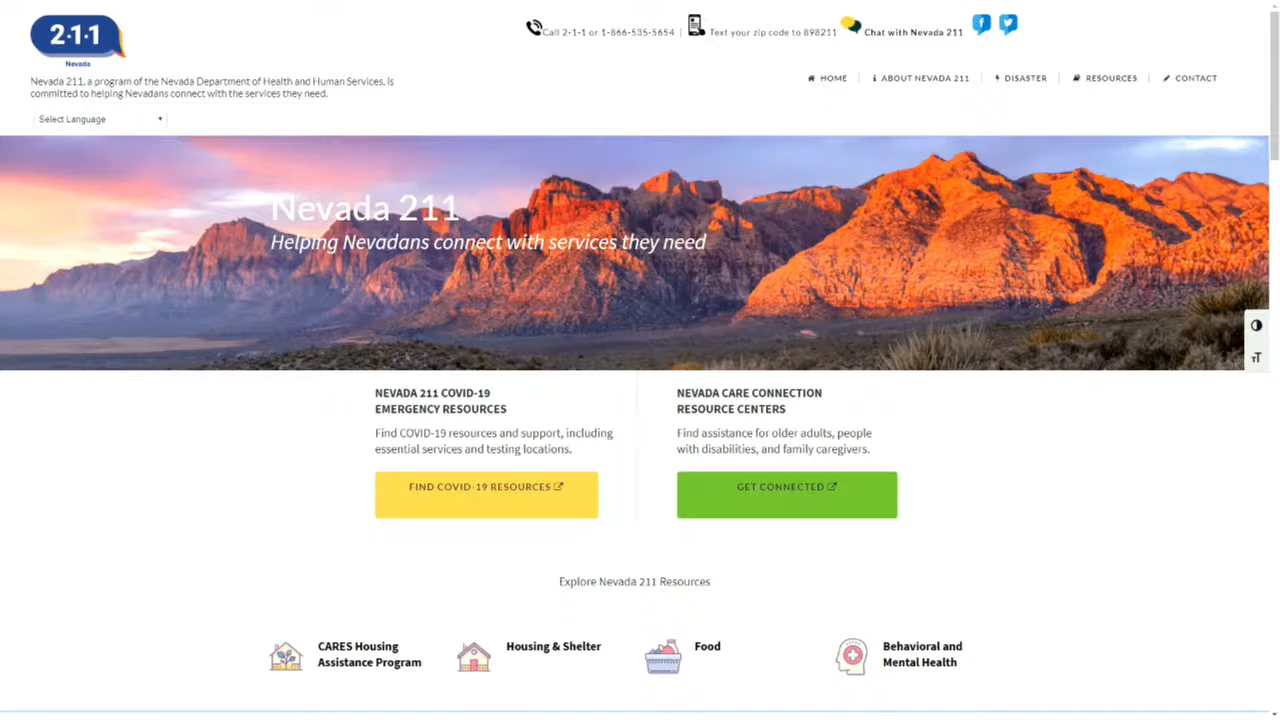 2·1·1
Nevada
Call 2-1-1 or 1-866-535-5654 | Text your zip code to 898211 Chat with Nevada 211
Nevada 211, a program of the Nevada Department of Health and Human Services, is
committed to helping Nevadans connect with the services they need.
HOME ABOUT NEVADA 211 DISASTER RESOURCES CONTACT
Select Language
Nevada 211
Helping Nevadans connect with services they need
NEVADA 211 COVID-19
EMERGENCY RESOURCES
Find COVID-19 resources and support, including
essential services and testing locations.
FIND COVID-19 RESOURCES
NEVADA CARE CONNECTION
RESOURCE CENTERS
Find assistance for older adults, people
with disabilities, and family caregivers.
GET CONNECTED
Explore Nevada 211 Resources
CARES Housing
Assistance Program
Housing & Shelter
Food
Behavioral and
Mental Health